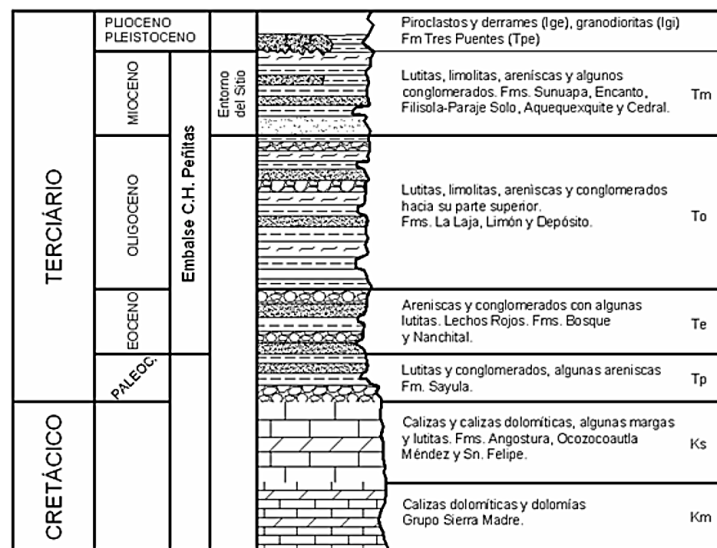 PLIOCENO
PLEISTOCENO
Piroclastos y derrames (Ige), granodioritas (Igi)
Fm Tres Puentes (Tpe)
TERCIÁRIO
MIOCENO
Embalse C.H. Peñitas
Entorno
del Sitio
Lutitas, limolitas, areníscas y algunos
conglomerados. Fms. Sunuapa, Encanto,
Filisola-Paraje Solo, Aquequexquite y Cedral.
Tm
OLIGOCENO
Lutitas, limolitas, areníscas y conglomerados
hacia su parte superior.
Fms. La Laja, Limón y Depósito.
To
EOCENO
Areniscas y conglomerados con algunas
lutitas. Lechos Rojos. Fms. Bosque
y Nanchital.
Te
PALEOC.
Lutitas y conglomerados, algunas areniscas
Fm. Sayula.
Tp
CRETÁCICO
Calizas y calizas dolomíticas, algunas margas
y lutitas. Fms. Angostura, Ocozocoautla
Méndez y Sn. Felipe.
Ks
Calizas dolomíticas y dolomías
Grupo Sierra Madre.
Km